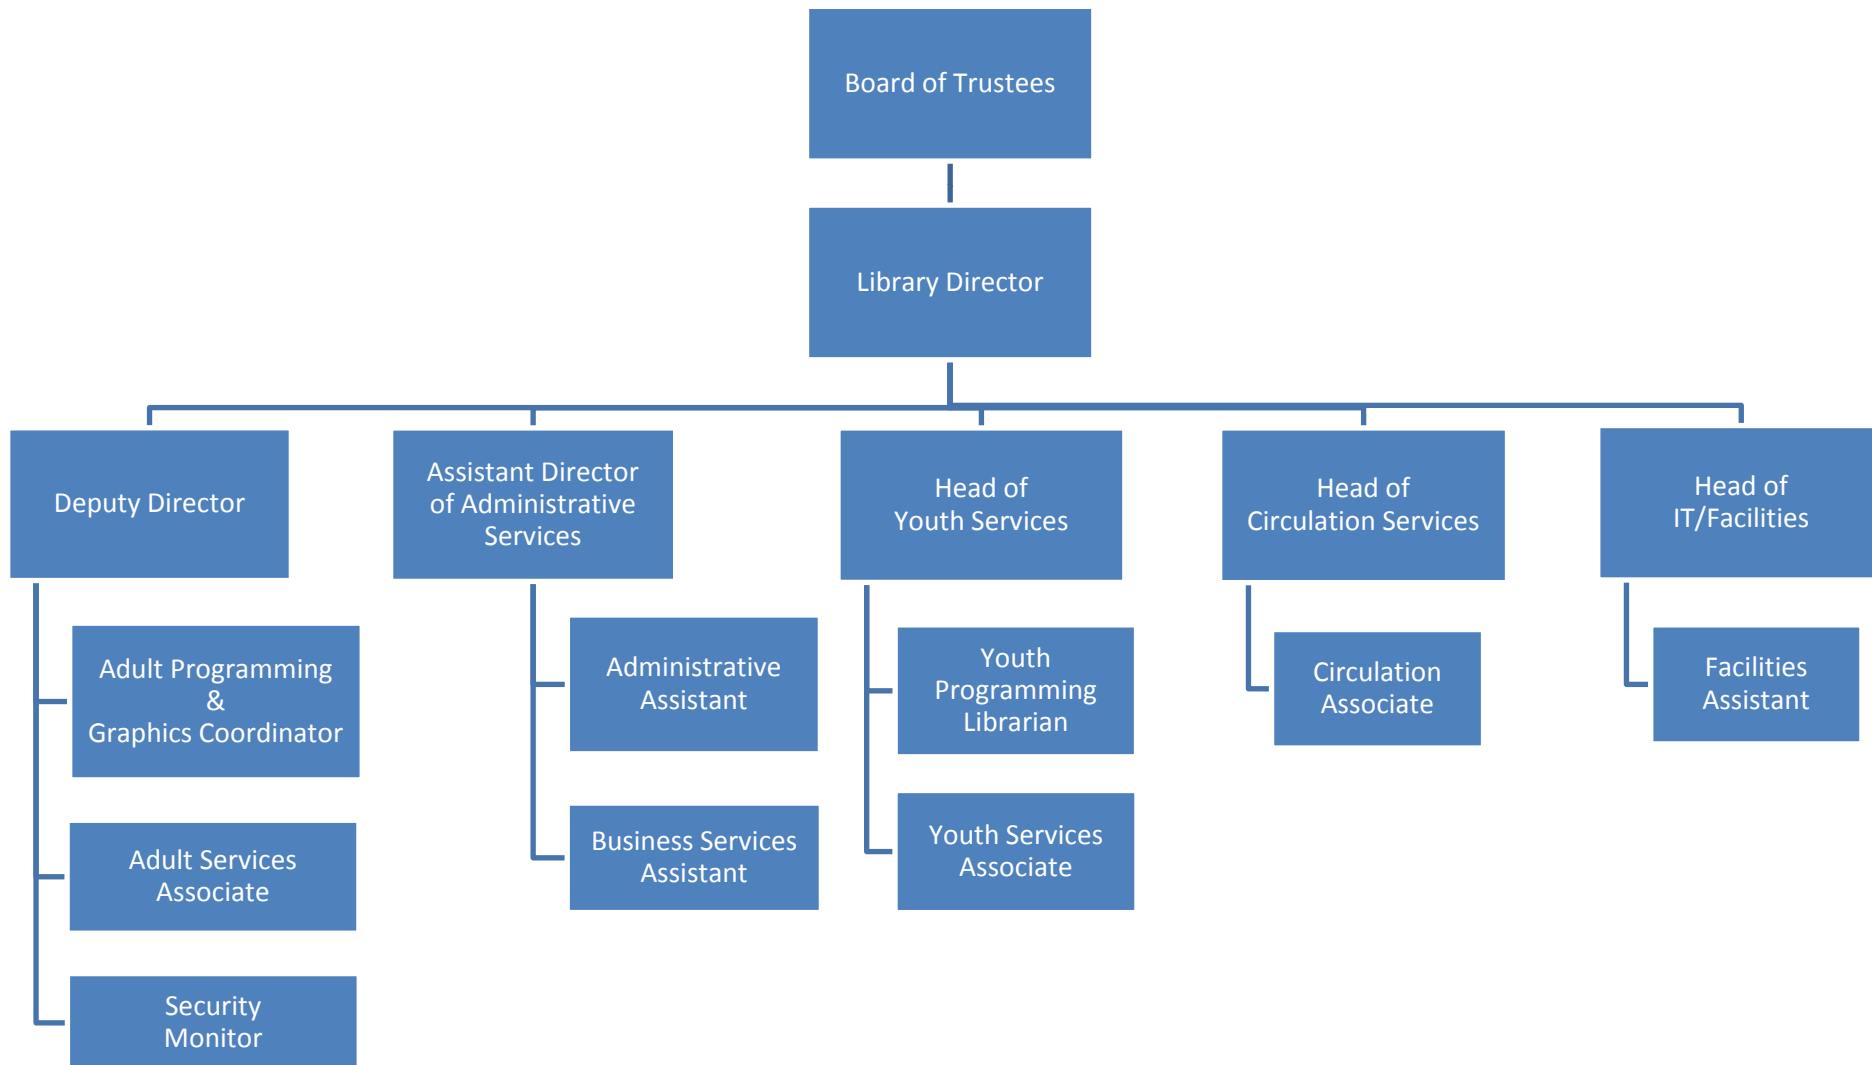 Board of Trustees
Library Director
Deputy Director
Assistant Director
of Administrative
Services
Head of
Youth Services
Head of
Circulation Services
Head of
IT/Facilities
Adult Programming
&
Graphics Coordinator
Adult Services
Associate
Security
Monitor
Administrative
Assistant
Business Services
Assistant
Youth
Programming
Librarian
Youth Services
Associate
Circulation
Associate
Facilities
Assistant